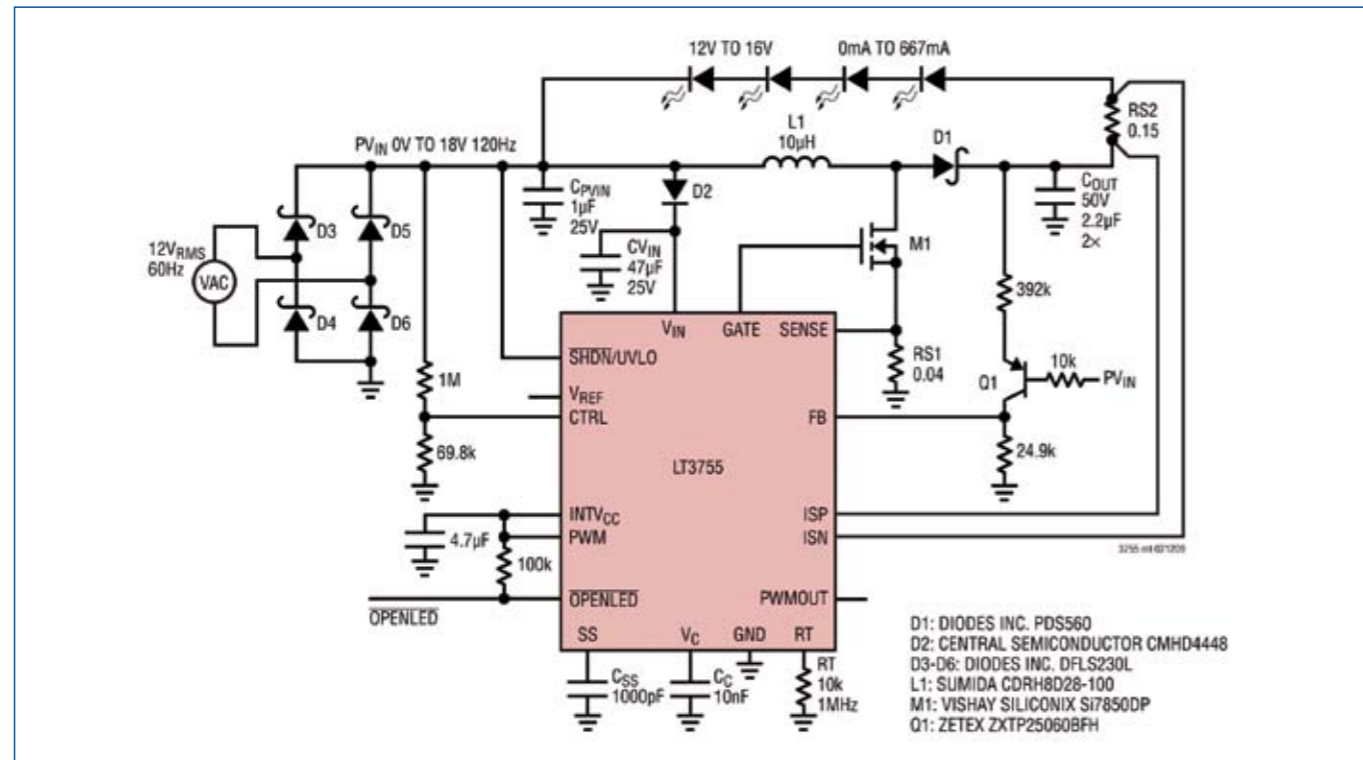 12V TO 16V
0mA TO 667mA
RS2
0.15
L1
10µH
D1
PVIN 0V TO 18V 120Hz
CPVIN
1µF
25V
D2
COUT
50V
2.2µF
2×
D3
D5
12VRMS
60Hz
VAC
CVIN
47µF
25V
M1
392k
D4
D6
VIN
GATE
SENSE
SHDN/UVLO
RS1
0.04
10k
PVIN
Q1
1M
VREF
CTRL
FB
69.8k
24.9k
LT3755
INTVCC
ISP
4.7µF
PWM
ISN
3255 mt 021209
100k
OPENLED
OPENLED
PWMOUT
SS
VC
GND
RT
CSS
1000pF
CC
10nF
RT
10k
1MHz
D1: DIODES INC. PDS560
D2: CENTRAL SEMICONDUCTOR CMHD4448
D3-D6: DIODES INC. DFLS230L
L1: SUMIDA CDRH8D28-100
M1: VISHAY SILICONIX Si7850DP
Q1: ZETEX ZXTP25060BFH